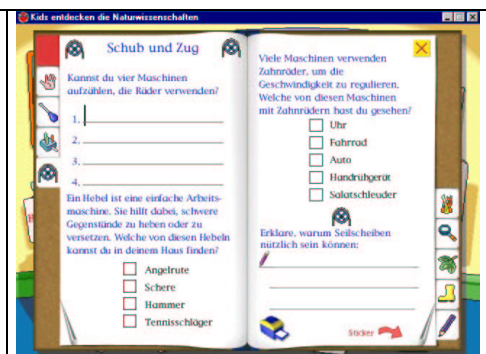 Kids entdecken die Naturwissenschaften
Schub und Zug
Kannst du vier Maschinen
aufzählen, die Räder verwenden?
1.
2.
3.
4.
Ein Hebel ist eine einfache Arbeits-
maschine. Sie hilft dabei, schwere
Gegenstände zu heben oder zu
versetzen. Welche von diesen Hebeln
kannst du in deinem Haus finden?
Angelrute
Schere
Hammer
Tennisschläger
Viele Maschinen verwenden
Zahnräder, um die
Geschwindigkeit zu regulieren.
Welche von diesen Maschinen
mit Zahnrädern hast du gesehen?
Uhr
Fahrrad
Auto
Handrührgerät
Salatschleuder
Erkläre, warum Seilscheiben
nützlich sein können:
Sticker